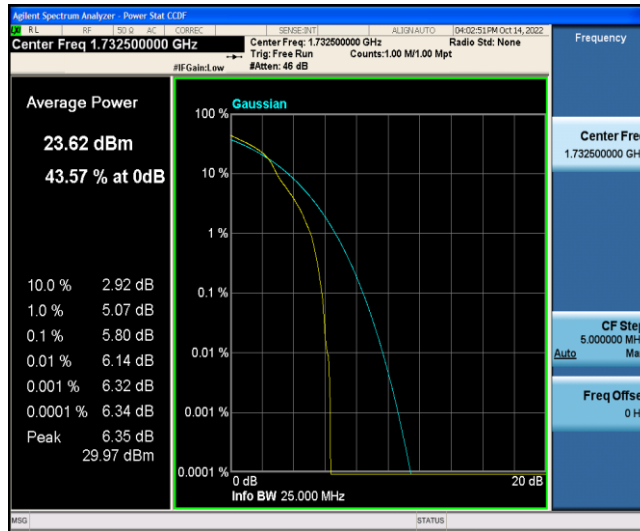 Agilent Spectrum Analyzer - Power Stat CCDF
RL RF 50 Ω AC CORREC SENSE:INT ALIGNAUTO 04:02:51PM Oct 14, 2022
Center Freq 1.732500000 GHz
Center Freq: 1.732500000 GHz Radio Std: None
Trig: Free Run Counts:1.00 M/1.00 Mpt
#IFGain:Low #Atten: 46 dB
Frequency
Average Power
23.62 dBm
43.57 % at 0dB
10.0 % 2.92 dB
1.0 % 5.07 dB
0.1 % 5.80 dB
0.01 % 6.14 dB
0.001 % 6.32 dB
0.0001 % 6.34 dB
Peak 6.35 dB
29.97 dBm
Gaussian
100 %
10 %
1 %
0.1 %
0.01 %
0.001 %
0.0001 %
0 dB 20 dB
Info BW 25.000 MHz
Center Fre
1.732500000 GH
CF Ste
5.000000 MH
Auto Ma
Freq Offse
0 H
MSG STATUS